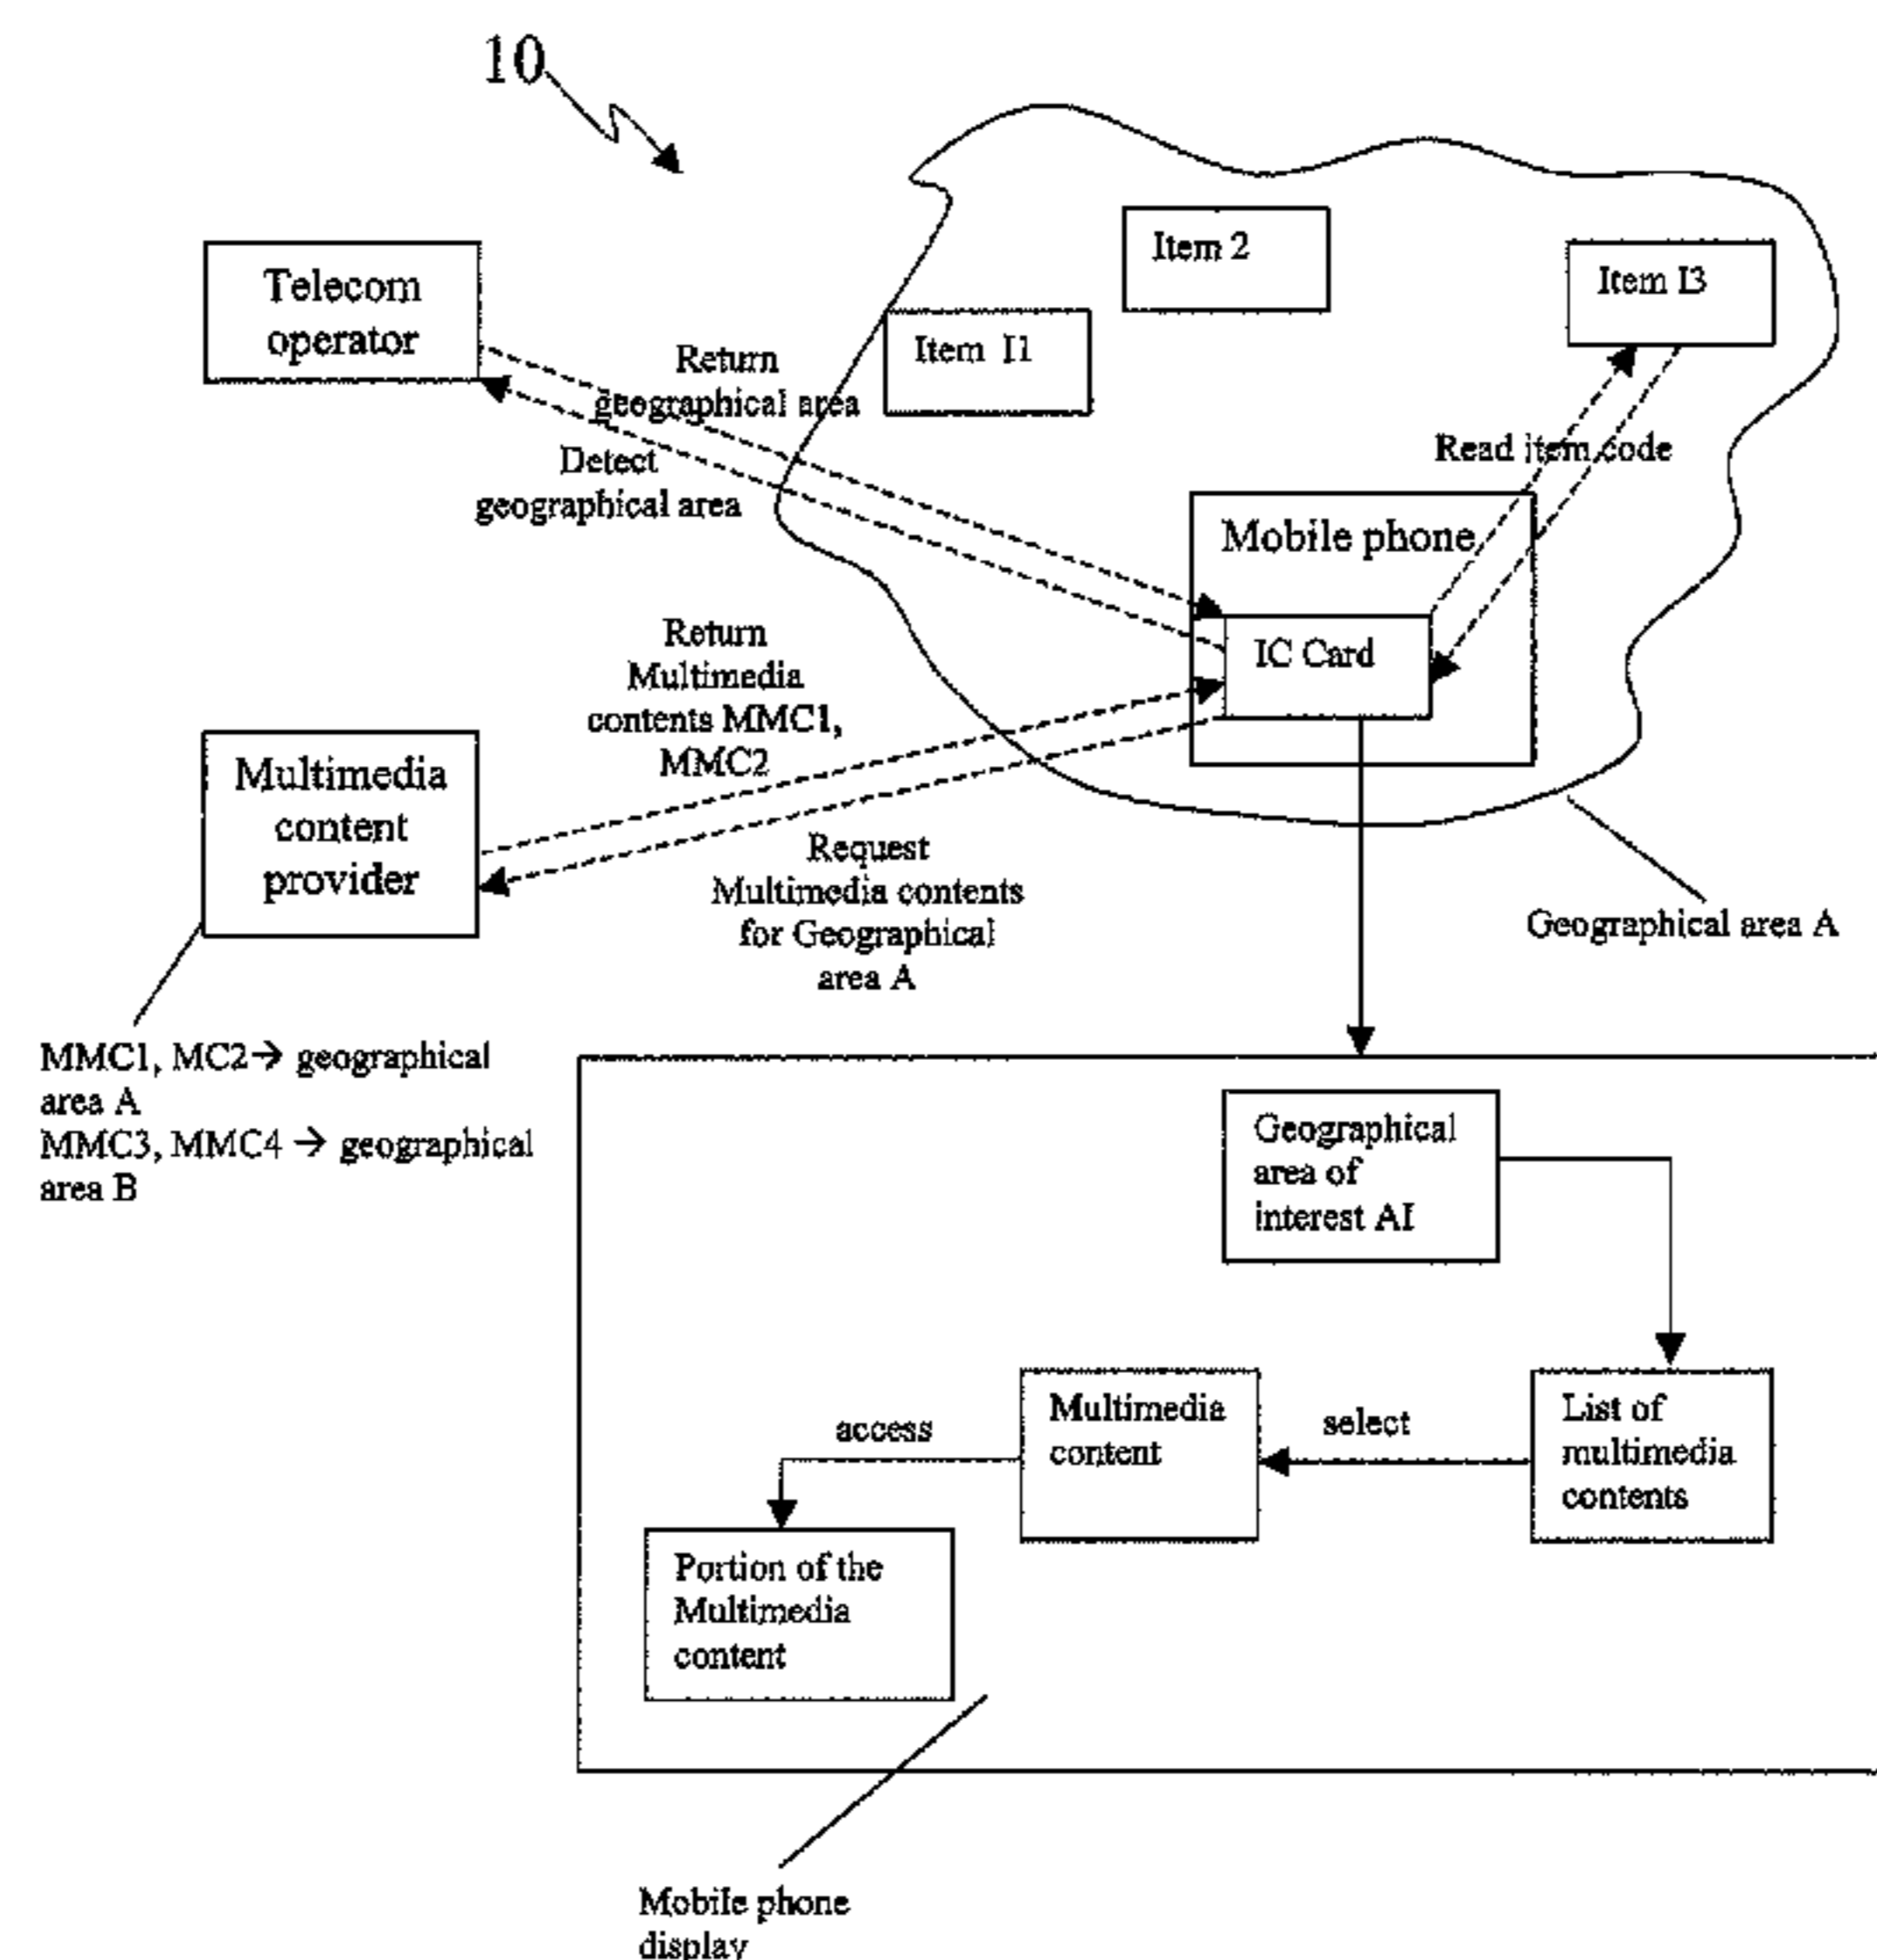 10
Telecom
operator
Item 2
Item I3
Item I1
Return
geographical area
Detect
geographical area
Read item code
Mobile phone
IC Card
Return
Multimedia
contents MMC1,
MMC2
Multimedia
content
provider
Request
Multimedia contents
for Geographical
area A
Geographical area A
MMC1, MC2→ geographical
area A
MMC3, MMC4 → geographical
area B
Geographical
area of
interest AI
List of
multimedia
contents
select
Multimedia
content
access
Portion of the
Multimedia
content
Mobile phone
display